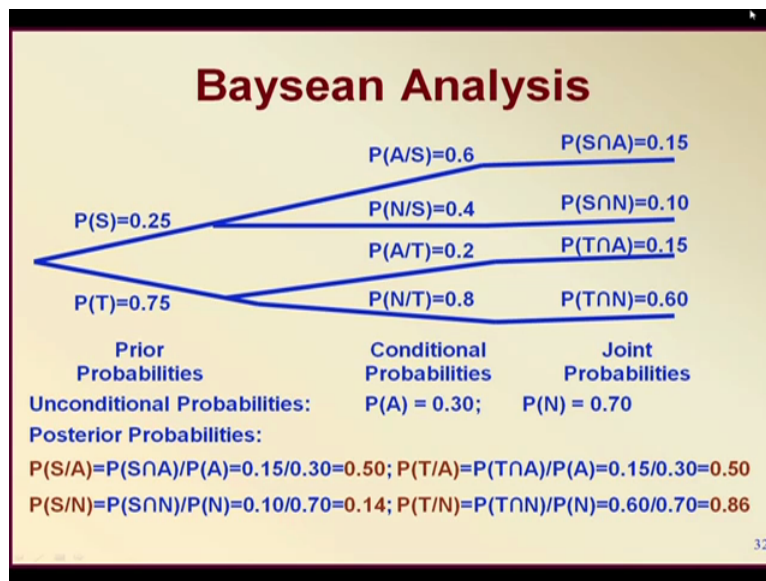 Baysean Analysis
P(S∩A)=0.15
P(A/S)=0.6
P(S∩N)=0.10
P(N/S)=0.4
P(S)=0.25
P(T∩A)=0.15
P(A/T)=0.2
P(T)=0.75
P(N/T)=0.8
P(T∩N)=0.60
Prior Probabilities
Conditional Probabilities
Joint Probabilities
Unconditional Probabilities: P(A) = 0.30; P(N) = 0.70
Posterior Probabilities:
P(S/A)=P(S∩A)/P(A)=0.15/0.30=0.50; P(T/A)=P(T∩A)/P(A)=0.15/0.30=0.50
P(S/N)=P(S∩N)/P(N)=0.10/0.70=0.14; P(T/N)=P(T∩N)/P(N)=0.60/0.70=0.86
32